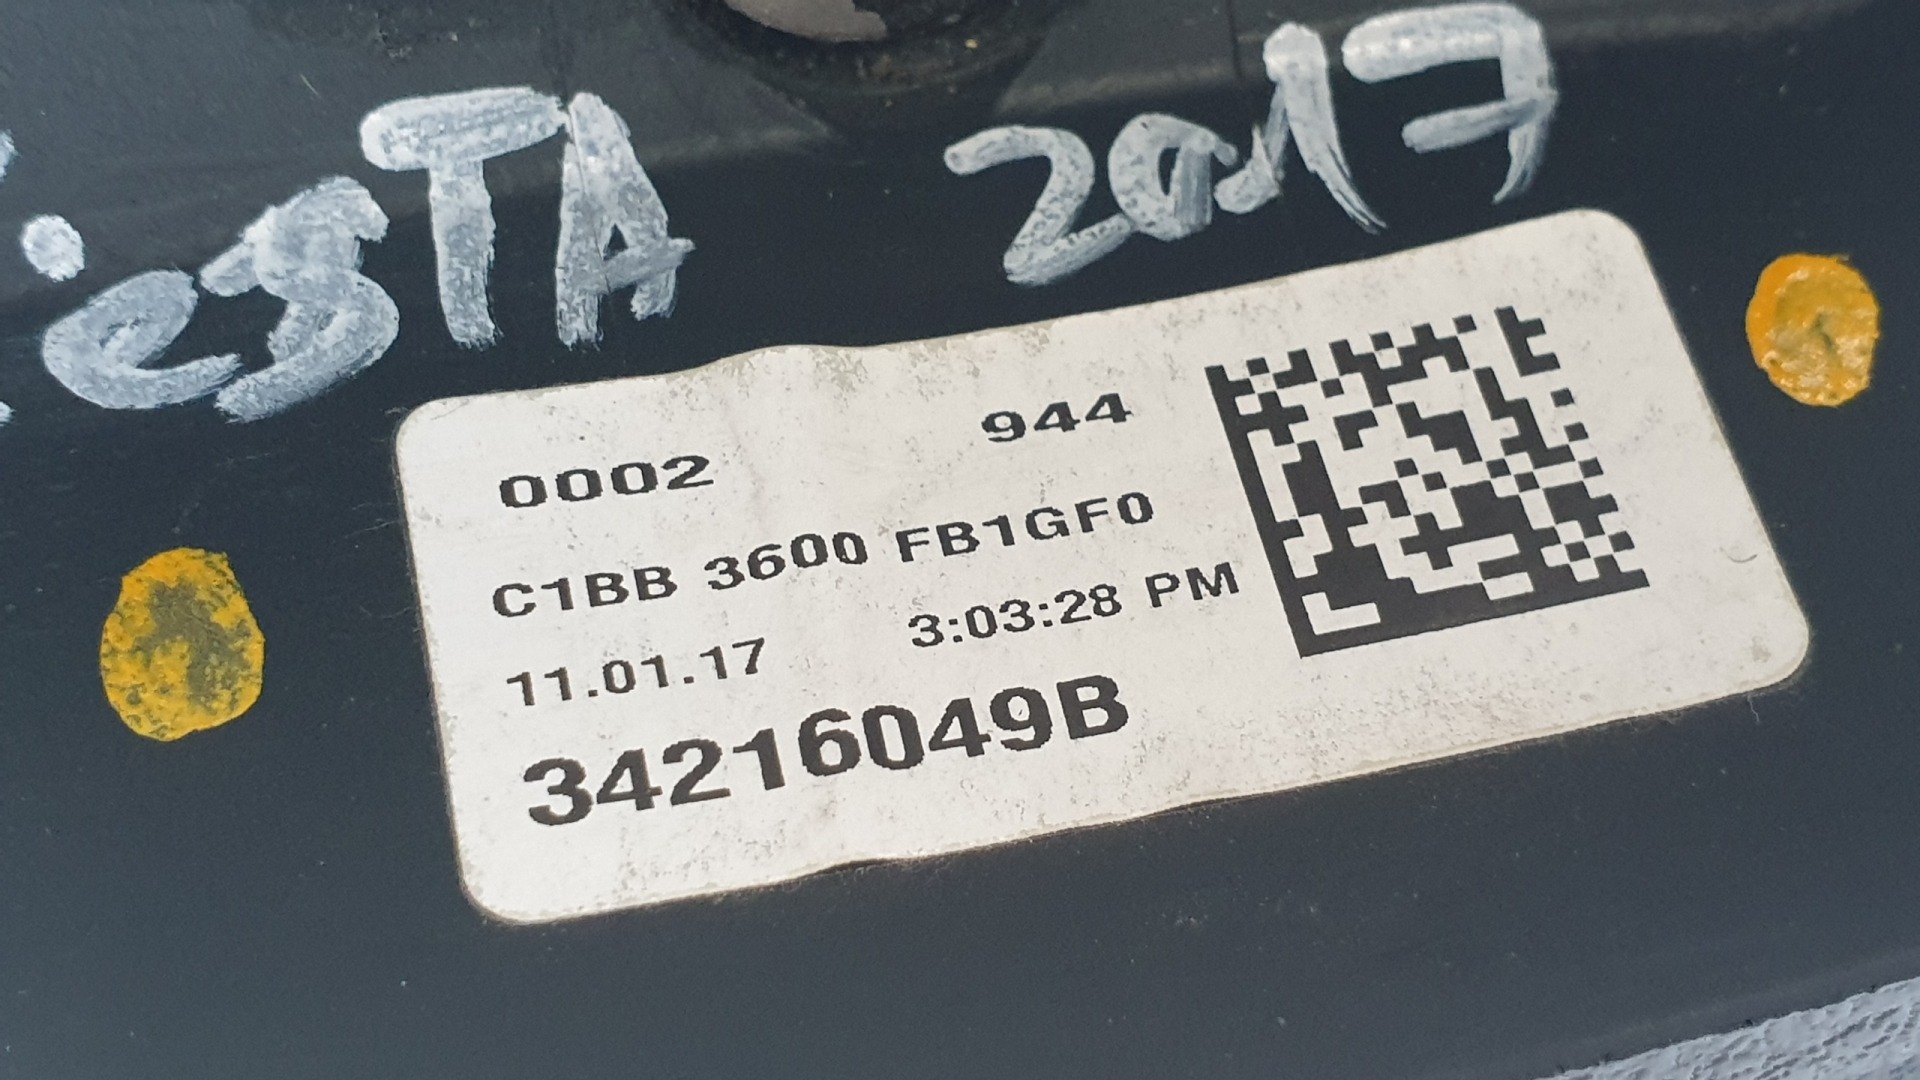 esTA 2017
0002 944
C1BB 3600 FB1GF0
11.01.17 3:03:28 PM
34216049B